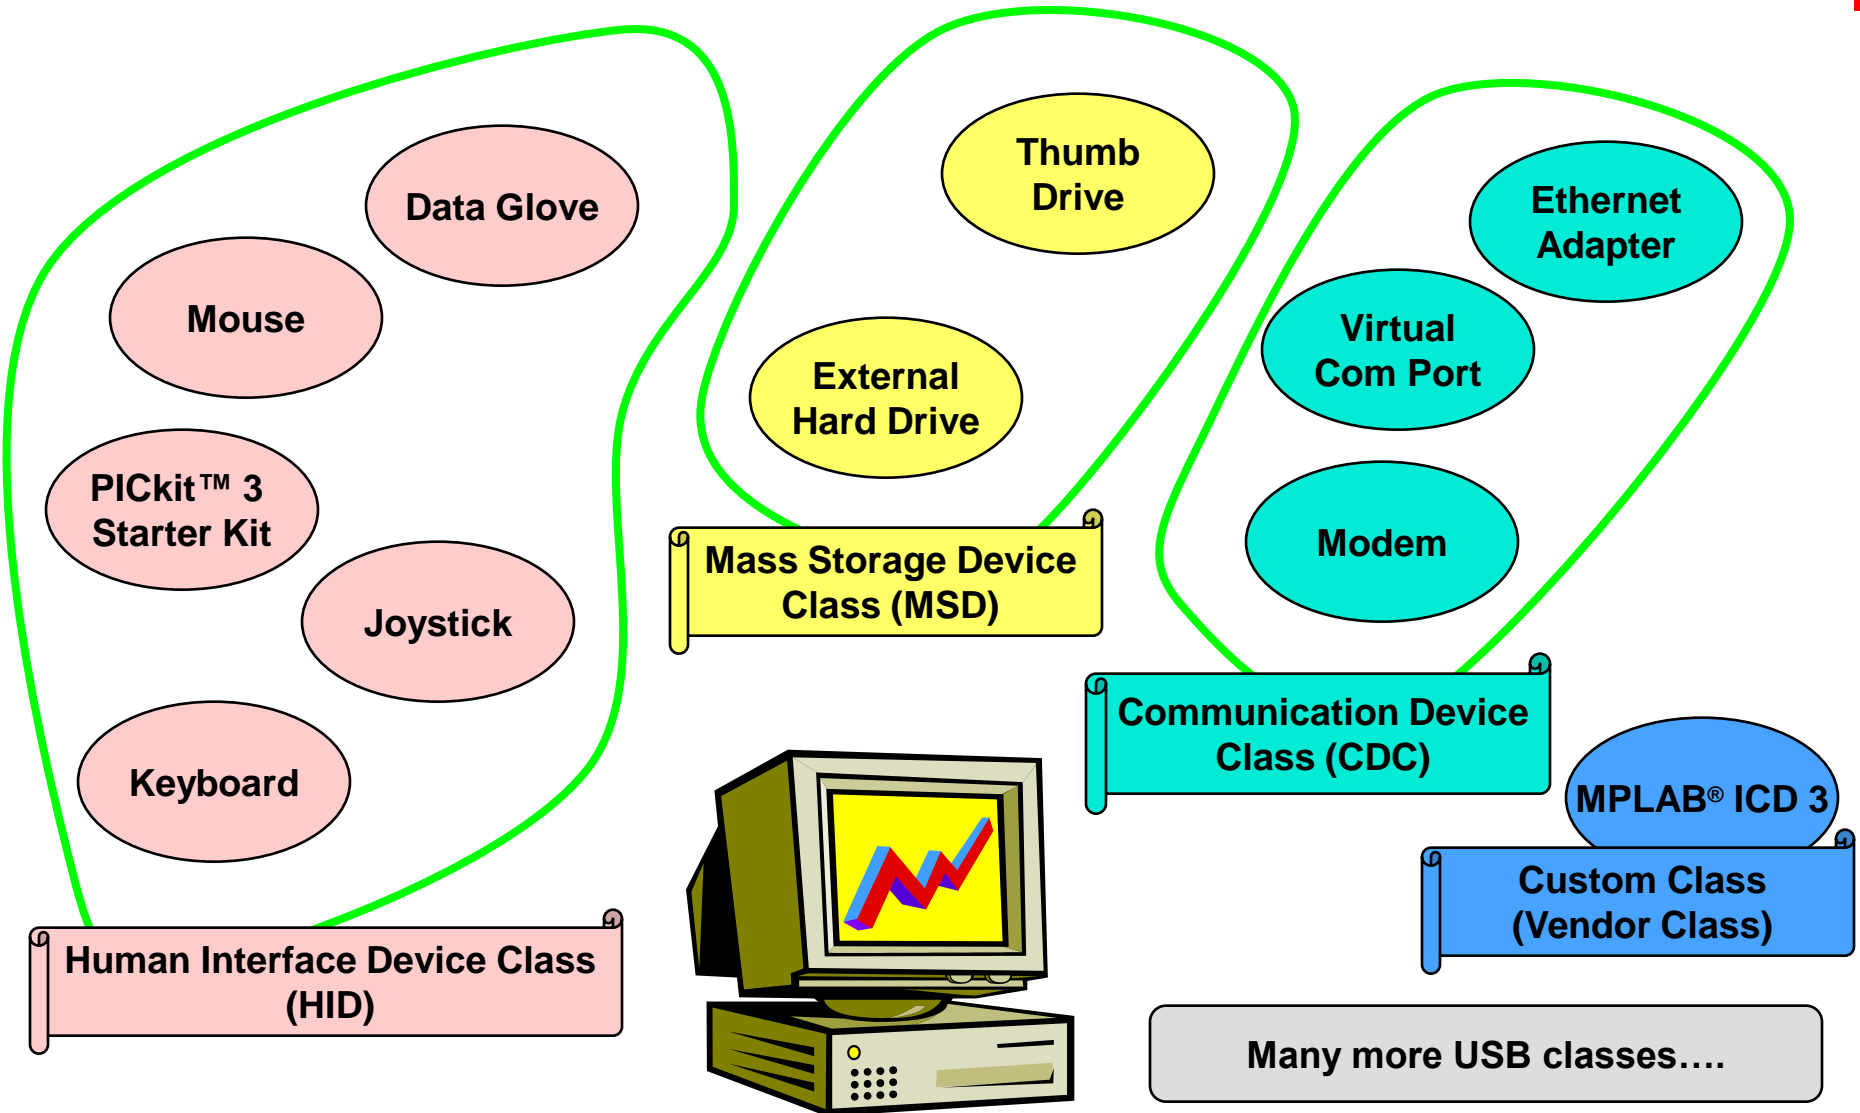 Data Glove
Mouse
PICkit™ 3
Starter Kit
Joystick
Keyboard
Human Interface Device Class
(HID)
Thumb
Drive
External
Hard Drive
Mass Storage Device
Class (MSD)
Ethernet
Adapter
Virtual
Com Port
Modem
Communication Device
Class (CDC)
MPLAB® ICD 3
Custom Class
(Vendor Class)
Many more USB classes….